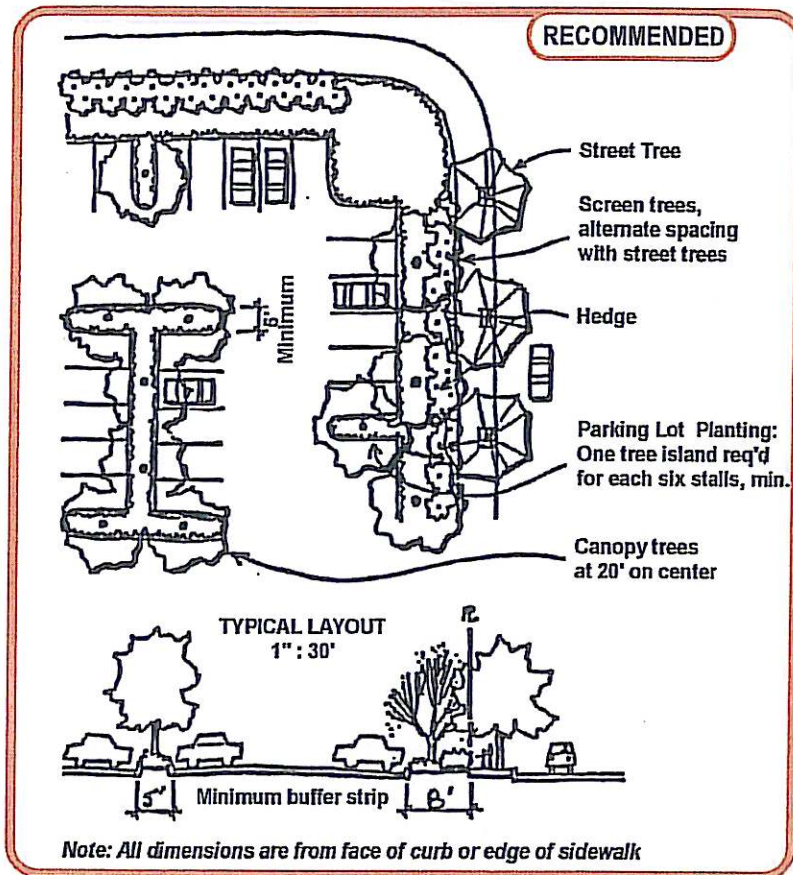 RECOMMENDED
Street Tree
Screen trees,
alternate spacing
with street trees
6'
Minimum
Hedge
Parking Lot Planting:
One tree island req'd
for each six stalls, min.
Canopy trees
at 20' on center
TYPICAL LAYOUT
1" : 30'
5'
Minimum buffer strip
8'
Note: All dimensions are from face of curb or edge of sidewalk